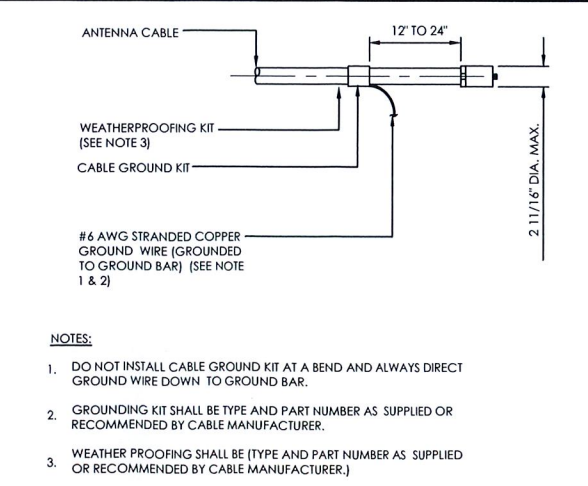 ANTENNA CABLE
12" TO 24"
WEATHERPROOFING KIT
(SEE NOTE 3)
CABLE GROUND KIT
2 11/16" DIA. MAX.
#6 AWG STRANDED COPPER
GROUND WIRE (GROUNDED
TO GROUND BAR) (SEE NOTE
1 & 2)
NOTES:
1. DO NOT INSTALL CABLE GROUND KIT AT A BEND AND ALWAYS DIRECT
GROUND WIRE DOWN TO GROUND BAR.
2. GROUNDING KIT SHALL BE TYPE AND PART NUMBER AS SUPPLIED OR
RECOMMENDED BY CABLE MANUFACTURER.
3. WEATHER PROOFING SHALL BE (TYPE AND PART NUMBER AS SUPPLIED
OR RECOMMENDED BY CABLE MANUFACTURER.)